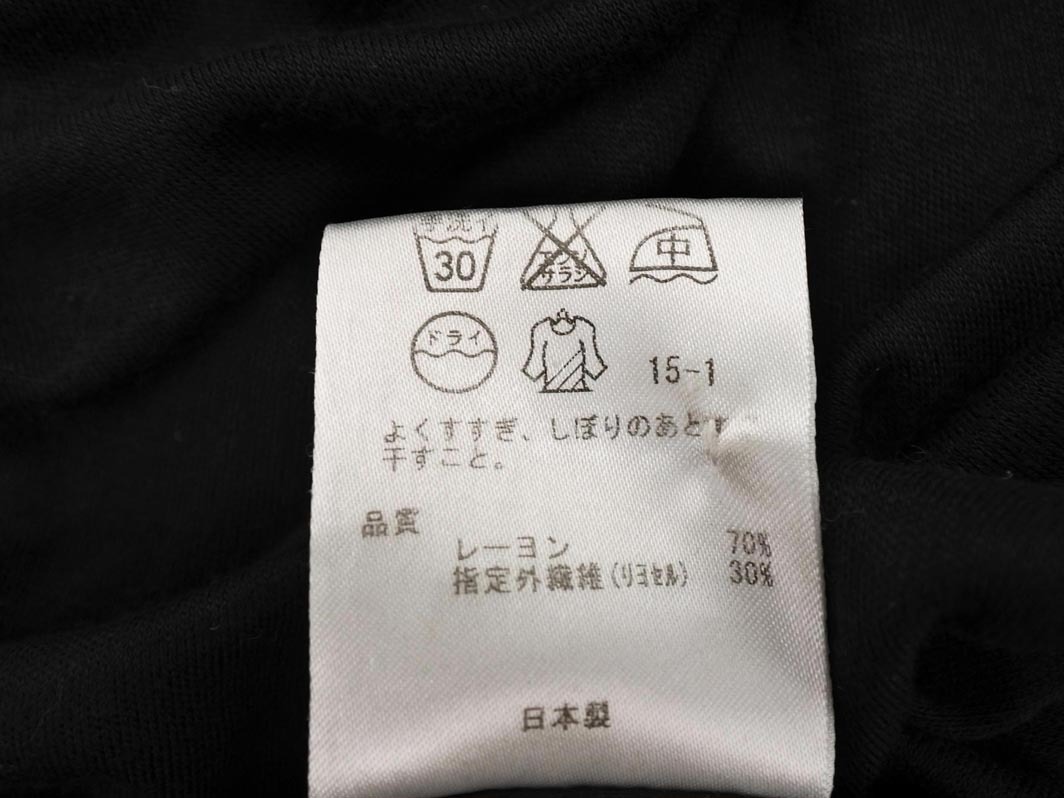 手洗イ
30
エンソ
サラシ
中
ドライ
15-1
よくすすぎ、しぼりのあとす
干すこと。
品質
レーヨン 70%
指定外繊維(リヨセル) 30%
日本製